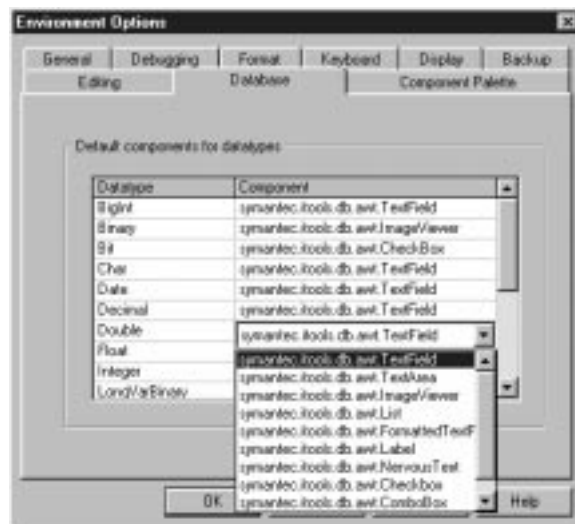 Environment Options
General Debugging Format Keyboard Display Backup
Editing Database Component Palette
Default components for datatypes
Datatype Component
BigInt symantec.itools.db.awt.TextField
Binary symantec.itools.db.awt.ImageViewer
Bit symantec.itools.db.awt.CheckBox
Char symantec.itools.db.awt.TextField
Date symantec.itools.db.awt.TextField
Decimal symantec.itools.db.awt.TextField
Double symantec.itools.db.awt.TextField
Float symantec.itools.db.awt.TextField
Integer symantec.itools.db.awt.TextArea
LongVarBinary symantec.itools.db.awt.ImageViewer
symantec.itools.db.awt.List
symantec.itools.db.awt.FormattedTextF
symantec.itools.db.awt.Label
symantec.itools.db.awt.NervousText
symantec.itools.db.awt.Checkbox
OK symantec.itools.db.awt.ComboBox Help